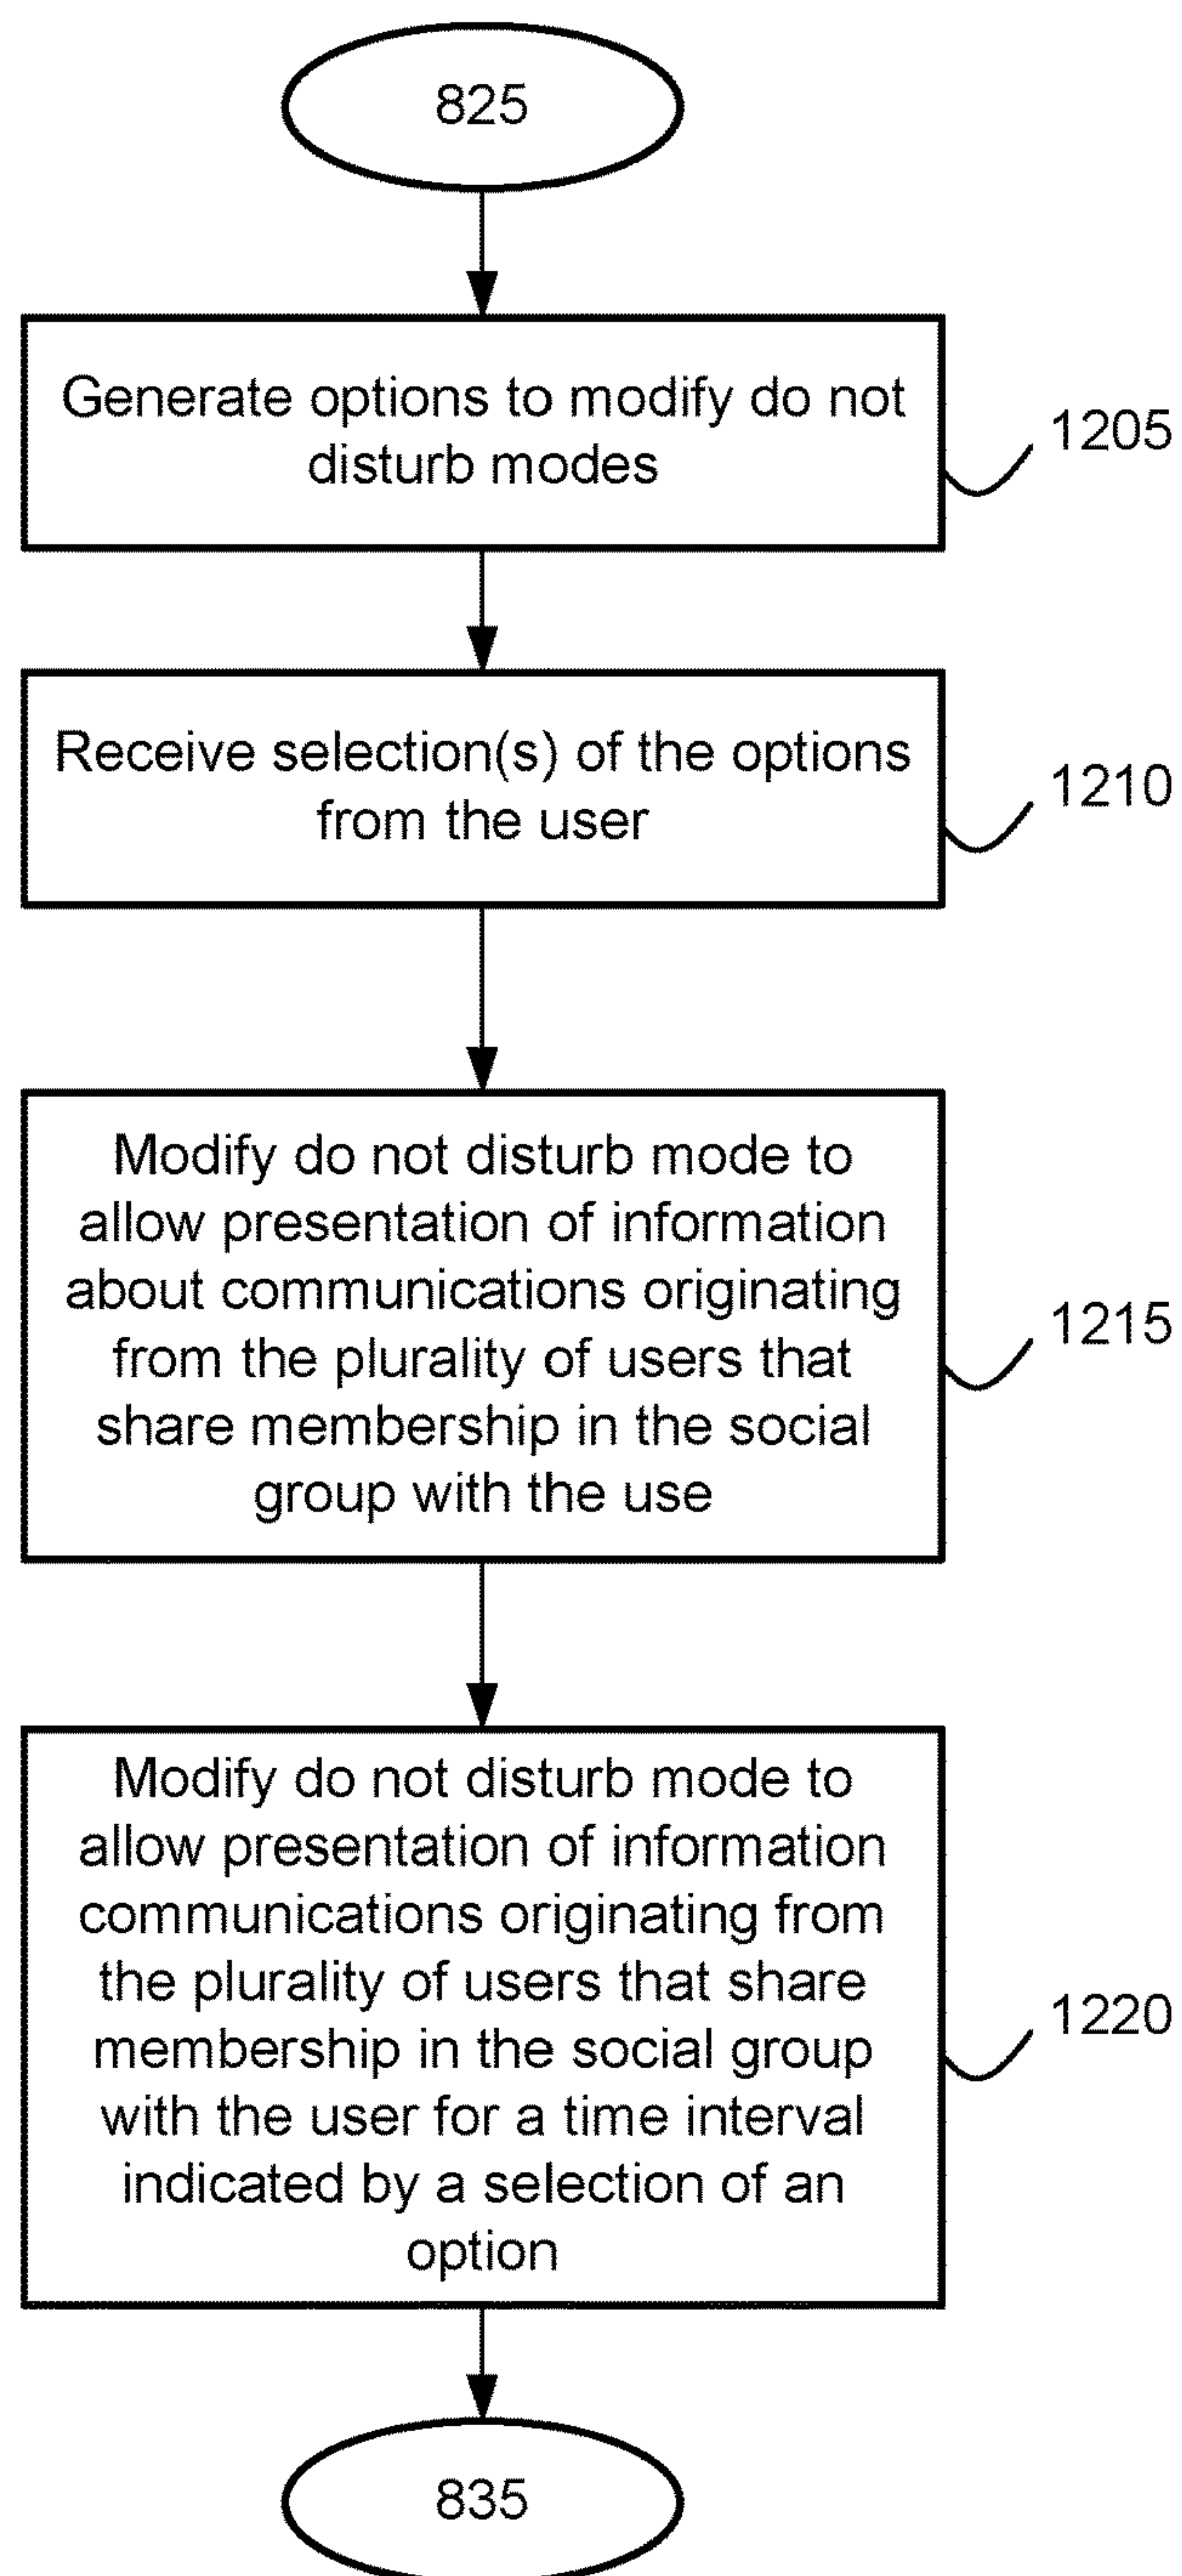 825
Generate options to modify do not
disturb modes
1205
Receive selection(s) of the options
from the user
1210
Modify do not disturb mode to
allow presentation of information
about communications originating
from the plurality of users that
share membership in the social
group with the use
1215
Modify do not disturb mode to
allow presentation of information
communications originating from
the plurality of users that share
membership in the social group
with the user for a time interval
indicated by a selection of an
option
1220
835